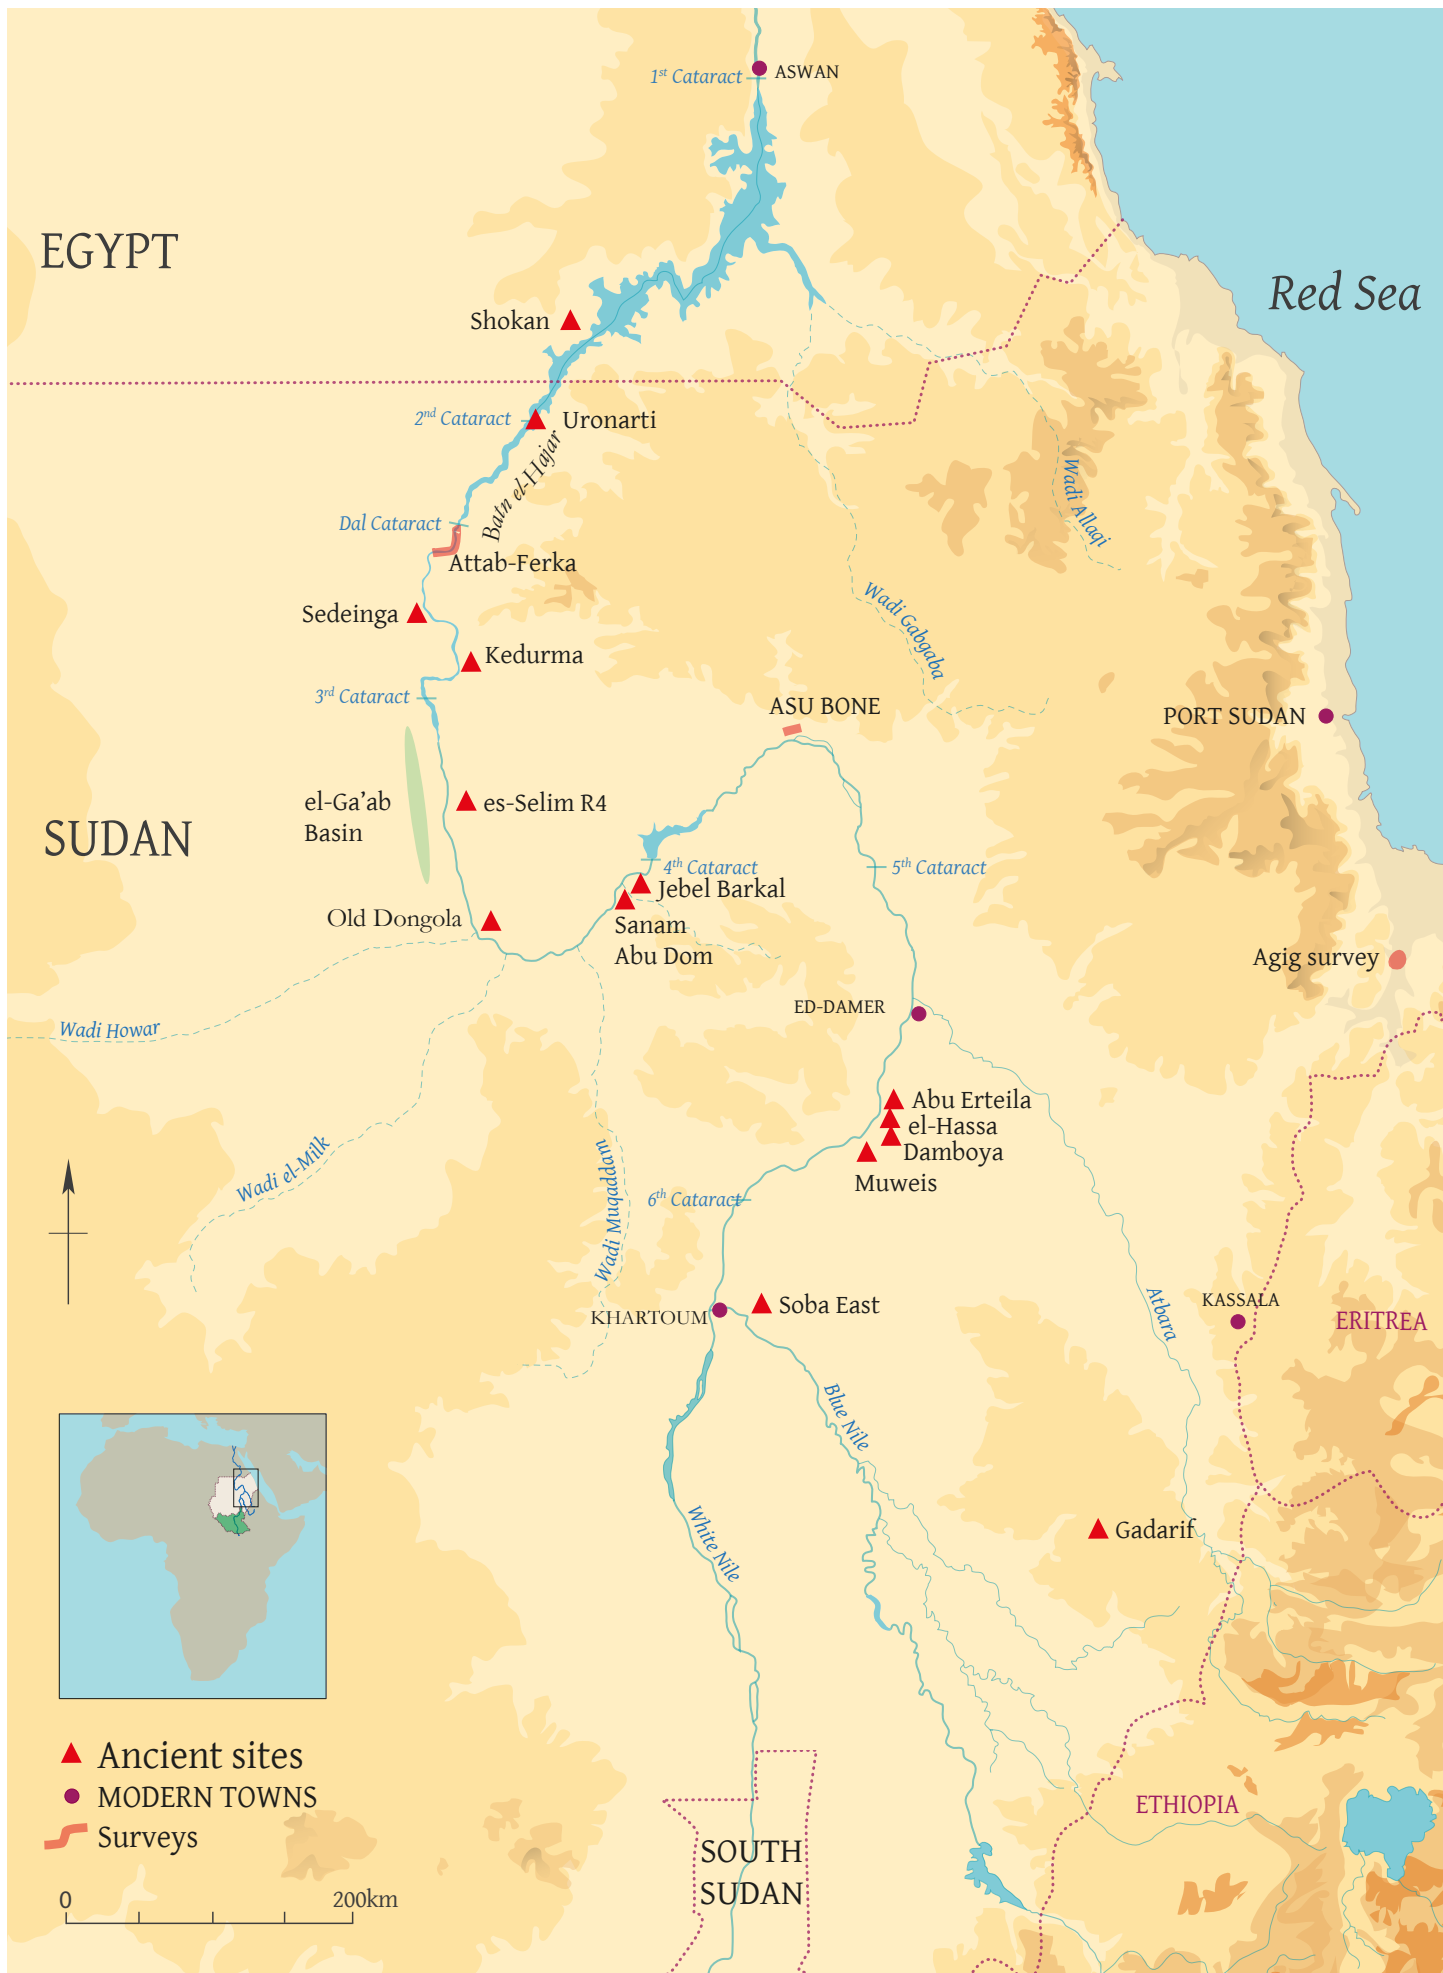 1st Cataract
ASWAN
EGYPT
Red Sea
Shokan
2nd Cataract
Uronarti
Batn el-Hajar
Wadi Allaqi
Dal Cataract
Attab-Ferka
Sedeinga
Wadi Gabgaba
Kedurma
3rd Cataract
ASU BONE
PORT SUDAN
el-Ga’ab
Basin
es-Selim R4
SUDAN
4th Cataract
5th Cataract
Jebel Barkal
Old Dongola
Sanam
Abu Dom
Agig survey
ED-DAMER
Wadi Howar
Abu Erteila
el-Hassa
Damboya
Muweis
Wadi el-Milk
Wadi Muqaddam
6th Cataract
Soba East
KHARTOUM
Atbara
KASSALA
ERITREA
Blue Nile
White Nile
Gadarif
Ancient sites
MODERN TOWNS
Surveys
ETHIOPIA
SOUTH
SUDAN
0
200km